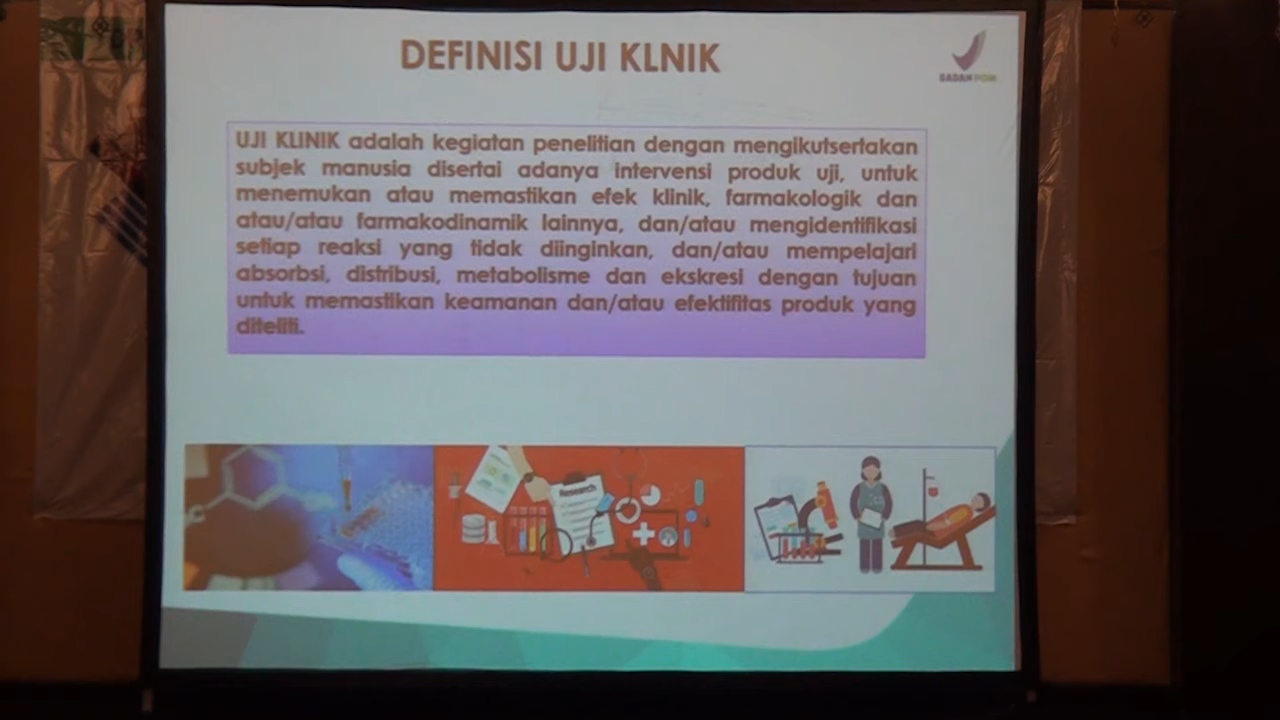 DEFINISI UJI KLNIK
BADAN POM
UJI KLINIK adalah kegiatan penelitian dengan mengikutsertakan
subjek manusia disertai adanya intervensi produk uji, untuk
menemukan atau memastikan efek klinik, farmakologik dan
atau/atau farmakodinamik lainnya, dan/atau mengidentifikasi
setiap reaksi yang tidak diinginkan, dan/atau mempelajari
absorbsi, distribusi, metabolisme dan ekskresi dengan tujuan
untuk memastikan keamanan dan/atau efektifitas produk yang
diteliti.
Research